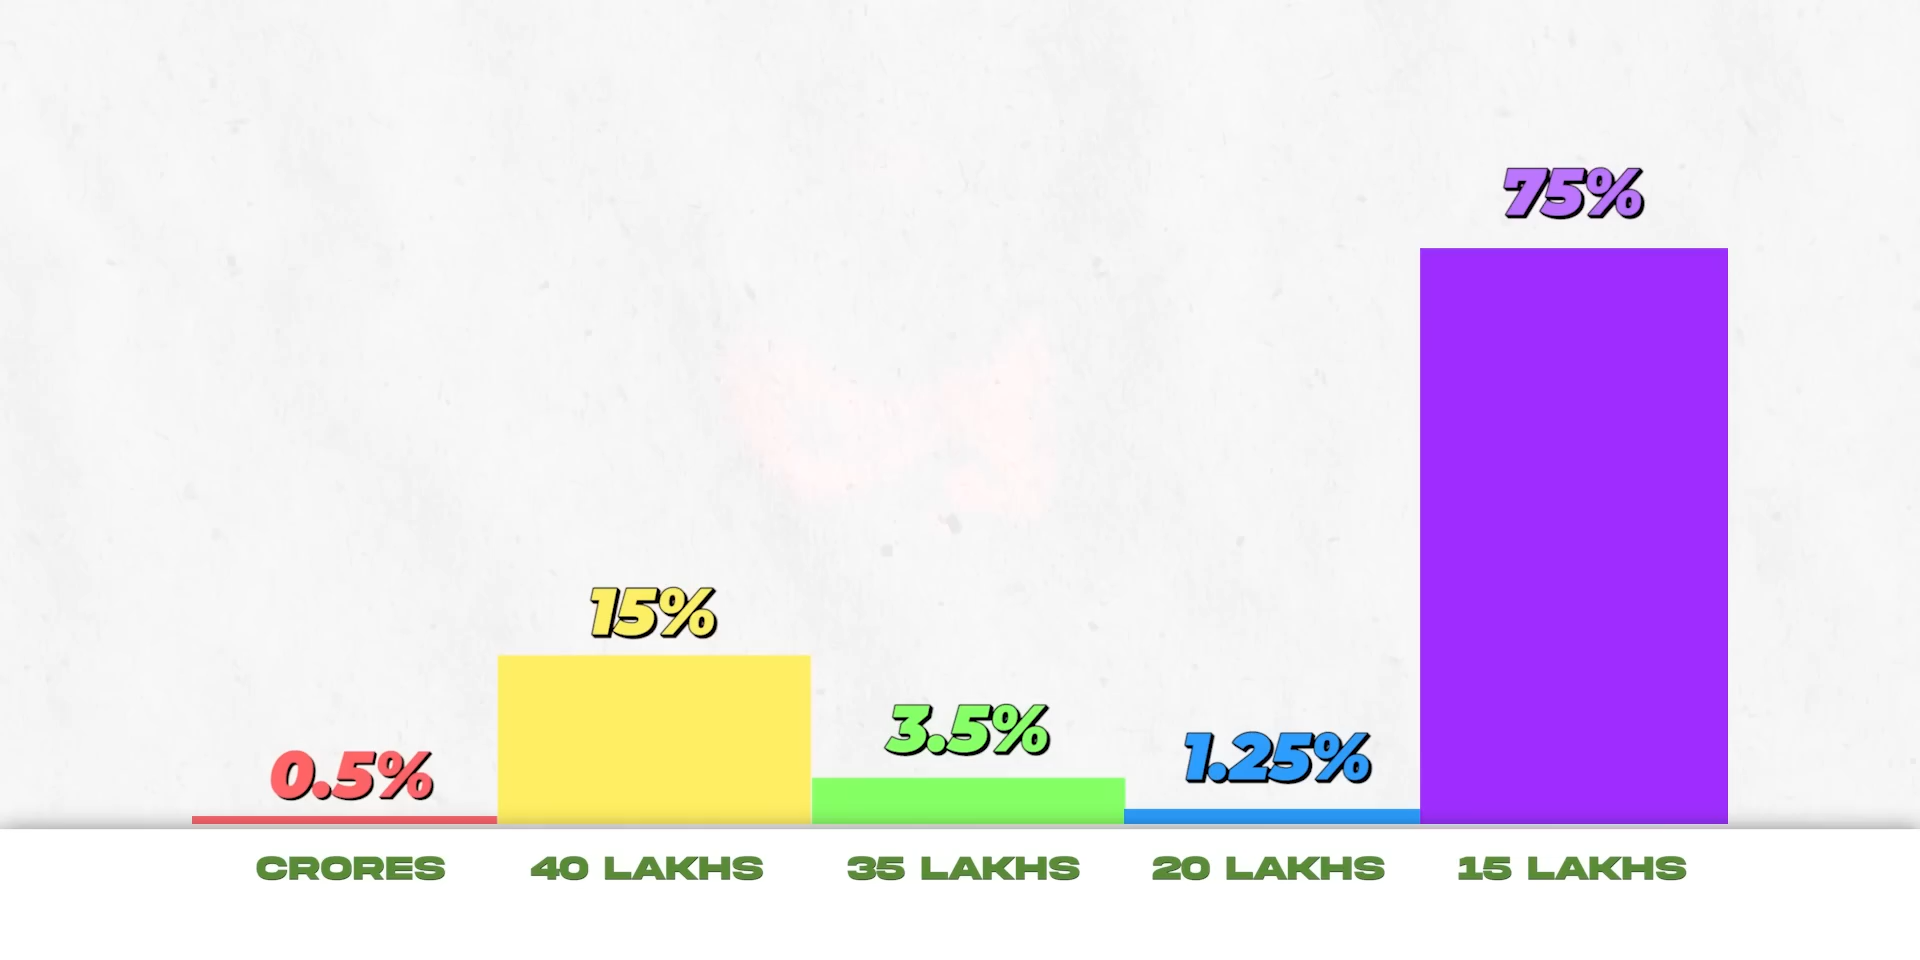 75%
15%
3.5%
1.25%
0.5%
CRORES
40 LAKHS
35 LAKHS
20 LAKHS
15 LAKHS